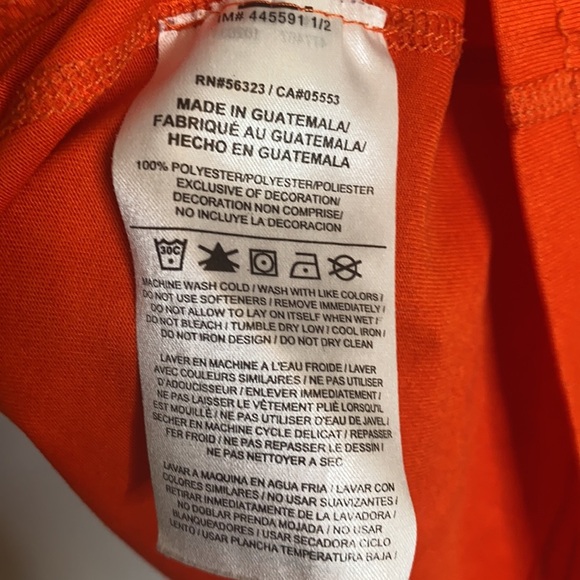 IM# 445591 1/2
RN#56323 / CA#05553
MADE IN GUATEMALA/
FABRIQUÉ AU GUATEMALA/
HECHO EN GUATEMALA
100% POLYESTER/POLYESTER/POLIESTER
EXCLUSIVE OF DECORATION/
DECORATION NON COMPRISE/
NO INCLUYE LA DECORACION
30C
MACHINE WASH COLD / WASH WITH LIKE COLORS /
DO NOT USE SOFTENERS / REMOVE IMMEDIATELY /
DO NOT ALLOW TO LAY ON ITSELF WHEN WET /
DO NOT BLEACH / TUMBLE DRY LOW / COOL IRON /
DO NOT IRON DESIGN / DO NOT DRY CLEAN
LAVER EN MACHINE A L'EAU FROIDE / LAVER
AVEC COULEURS SIMILAIRES / NE PAS UTILISER
D'ADOUCISSEUR / ENLEVER IMMEDIATEMENT /
NE PAS LAISSER LE VÊTEMENT PLIÉ LORSQU'IL
EST MOUILLÉ / NE PAS UTILISER D'EAU DE JAVEL /
SÉCHER EN MACHINE CYCLE DELICAT / REPASSER
FER FROID / NE PAS REPASSER LE DESSIN /
NE PAS NETTOYER A SEC
LAVAR A MAQUINA EN AGUA FRIA / LAVAR CON
COLORES SIMILARES / NO USAR SUAVIZANTES /
RETIRAR INMEDIATAMENTE DE LA LAVADORA /
NO DOBLAR PRENDA MOJADA / NO USAR
BLANQUEADORES / USAR SECADORA CICLO
LENTO / USAR PLANCHA TEMPERATURA BAJA /